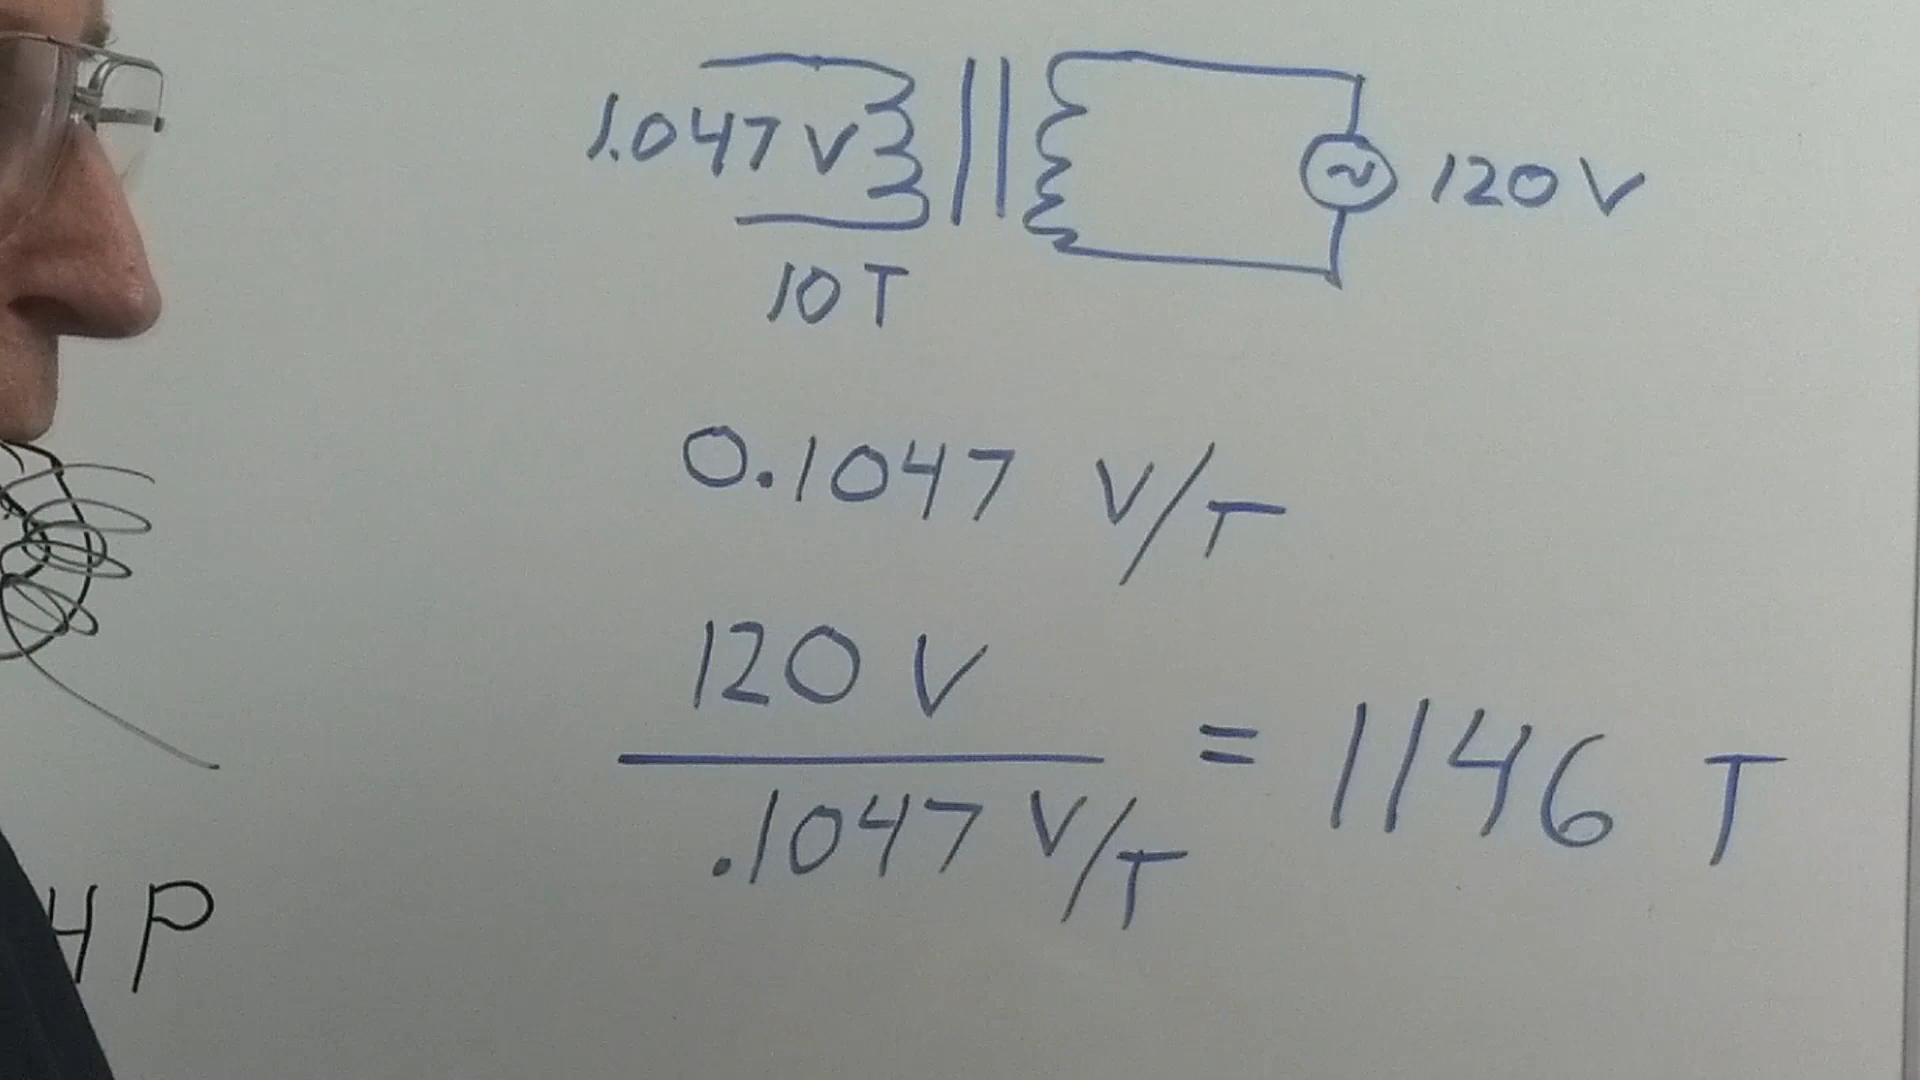 1.047 V
120 V
10 T
0.1047 V/T
120 V
.1047 V/T
= 1146 T
HP